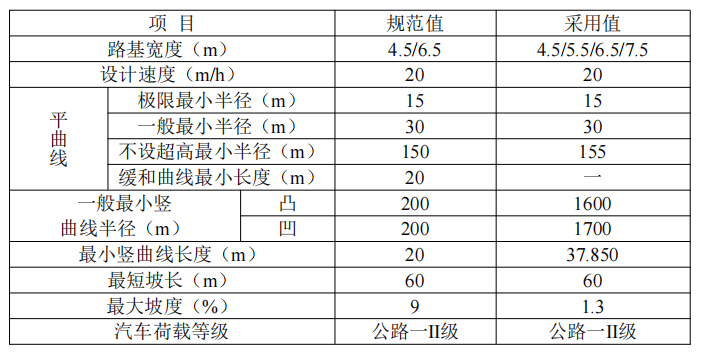 项 目 规范值 采用值
路基宽度（m） 4.5/6.5 4.5/5.5/6.5/7.5
设计速度（m/h） 20 20
平曲线 极限最小半径（m） 15 15
一般最小半径（m） 30 30
不设超高最小半径（m） 150 155
缓和曲线最小长度（m） 20 —
一般最小竖曲线半径（m） 凸 200 1600
凹 200 1700
最小竖曲线长度（m） 20 37.850
最短坡长（m） 60 60
最大坡度（%） 9 1.3
汽车荷载等级 公路—II级 公路—II级